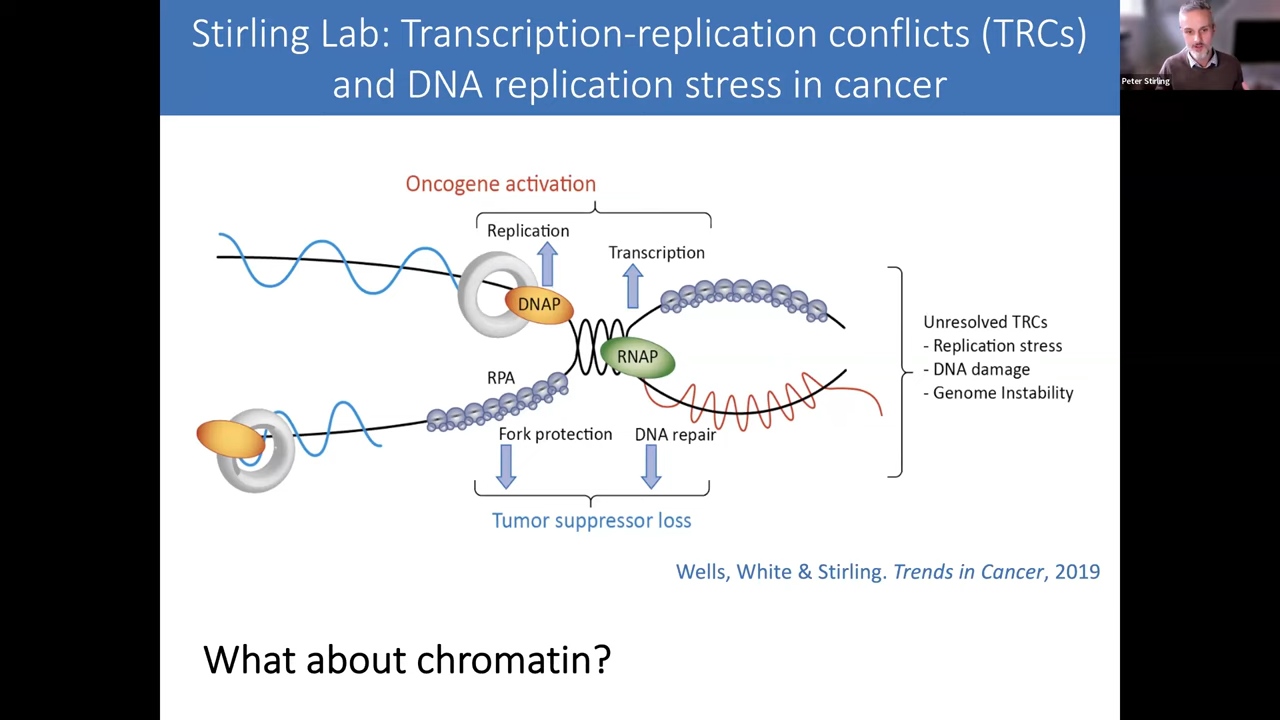 Stirling Lab: Transcription-replication conflicts (TRCs)
and DNA replication stress in cancer
Peter Stirling
Oncogene activation
Replication
Transcription
DNAP
RNAP
RPA
Unresolved TRCs
- Replication stress
- DNA damage
- Genome Instability
Fork protection
DNA repair
Tumor suppressor loss
Wells, White & Stirling. Trends in Cancer, 2019
What about chromatin?